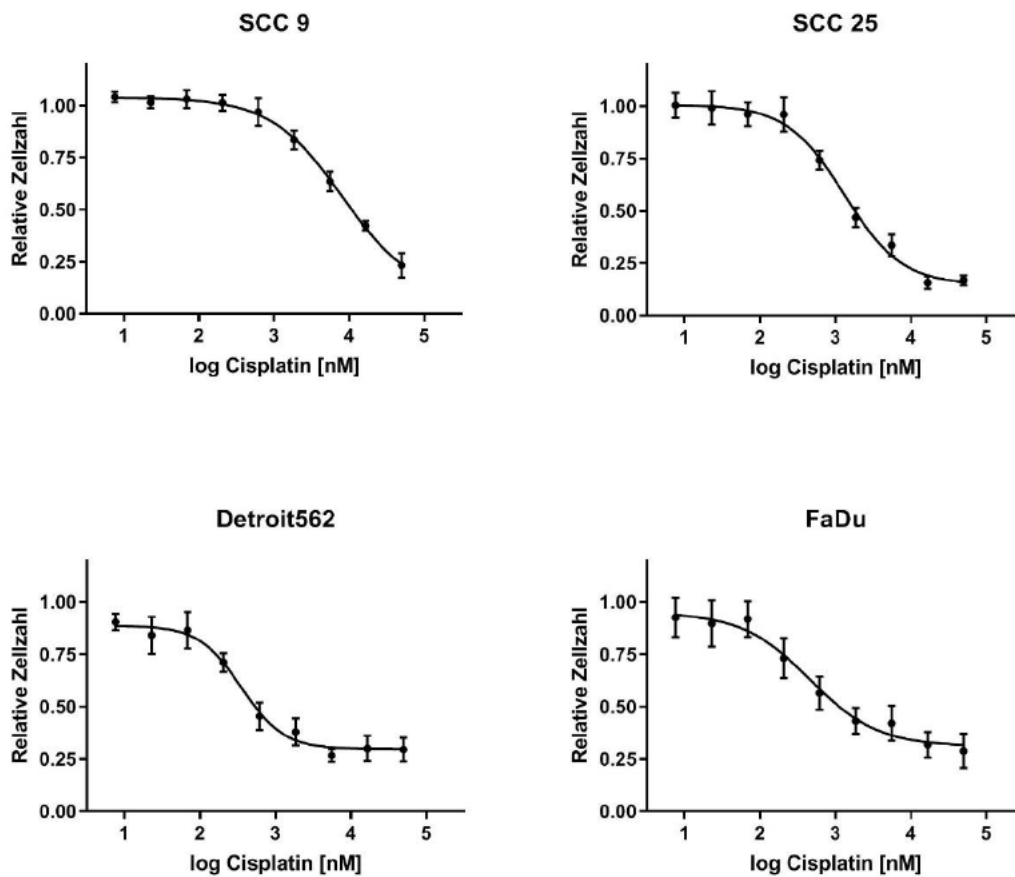 SCC 9
Relative Zellzahl
1.00
0.75
0.50
0.25
0.00
1 2 3 4 5
log Cisplatin [nM]
SCC 25
Relative Zellzahl
1.00
0.75
0.50
0.25
0.00
1 2 3 4 5
log Cisplatin [nM]
Detroit562
Relative Zellzahl
1.00
0.75
0.50
0.25
0.00
1 2 3 4 5
log Cisplatin [nM]
FaDu
Relative Zellzahl
1.00
0.75
0.50
0.25
0.00
1 2 3 4 5
log Cisplatin [nM]